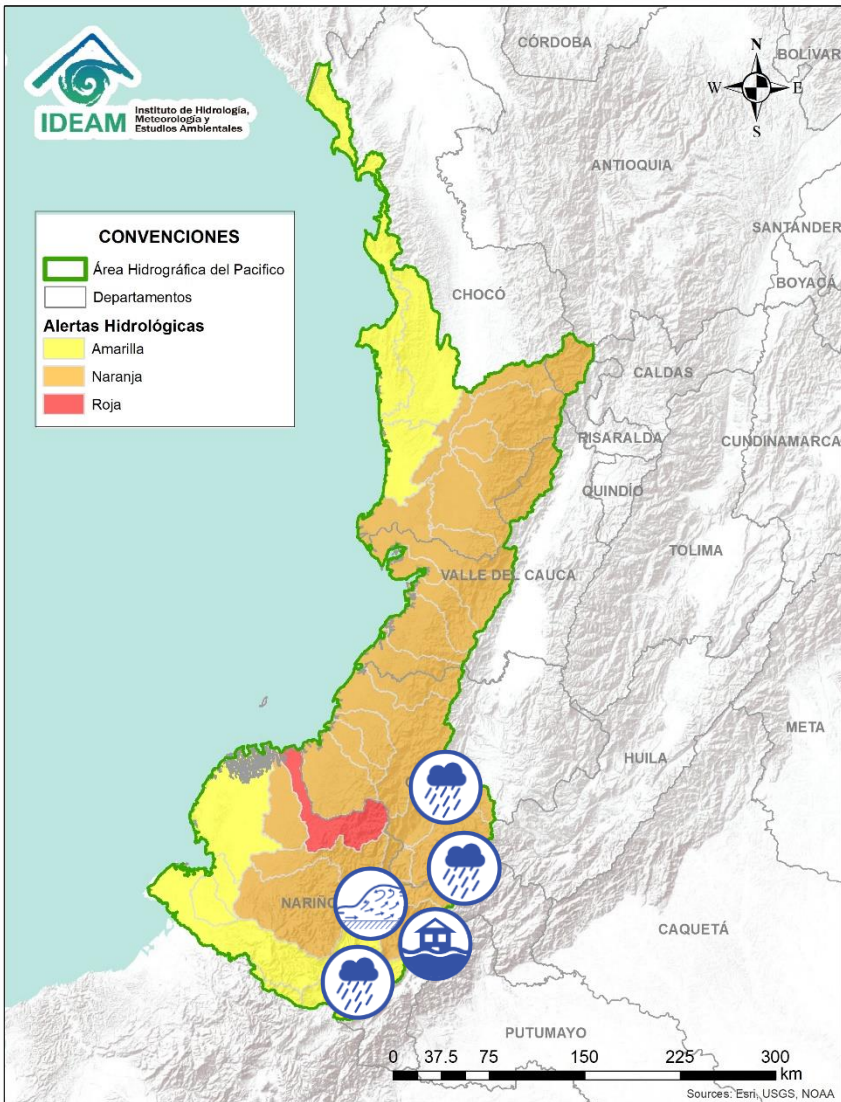 IDEAM
Instituto de Hidrología,
Meteorología y
Estudios Ambientales
CÓRDOBA
BOLÍVAR
N
W
E
S
ANTIOQUIA
SANTANDER
BOYACÁ
CONVENCIONES
Área Hidrográfica del Pacifico
Departamentos
Alertas Hidrológicas
Amarilla
Naranja
Roja
CHOCÓ
CALDAS
RISARALDA
CUNDINAMARCA
QUINDÍO
TOLIMA
VALLE DEL CAUCA
META
HUILA
NARIÑO
CAQUETÁ
PUTUMAYO
0 37.5 75 150 225 300
km
Sources: Esri, USGS, NOAA